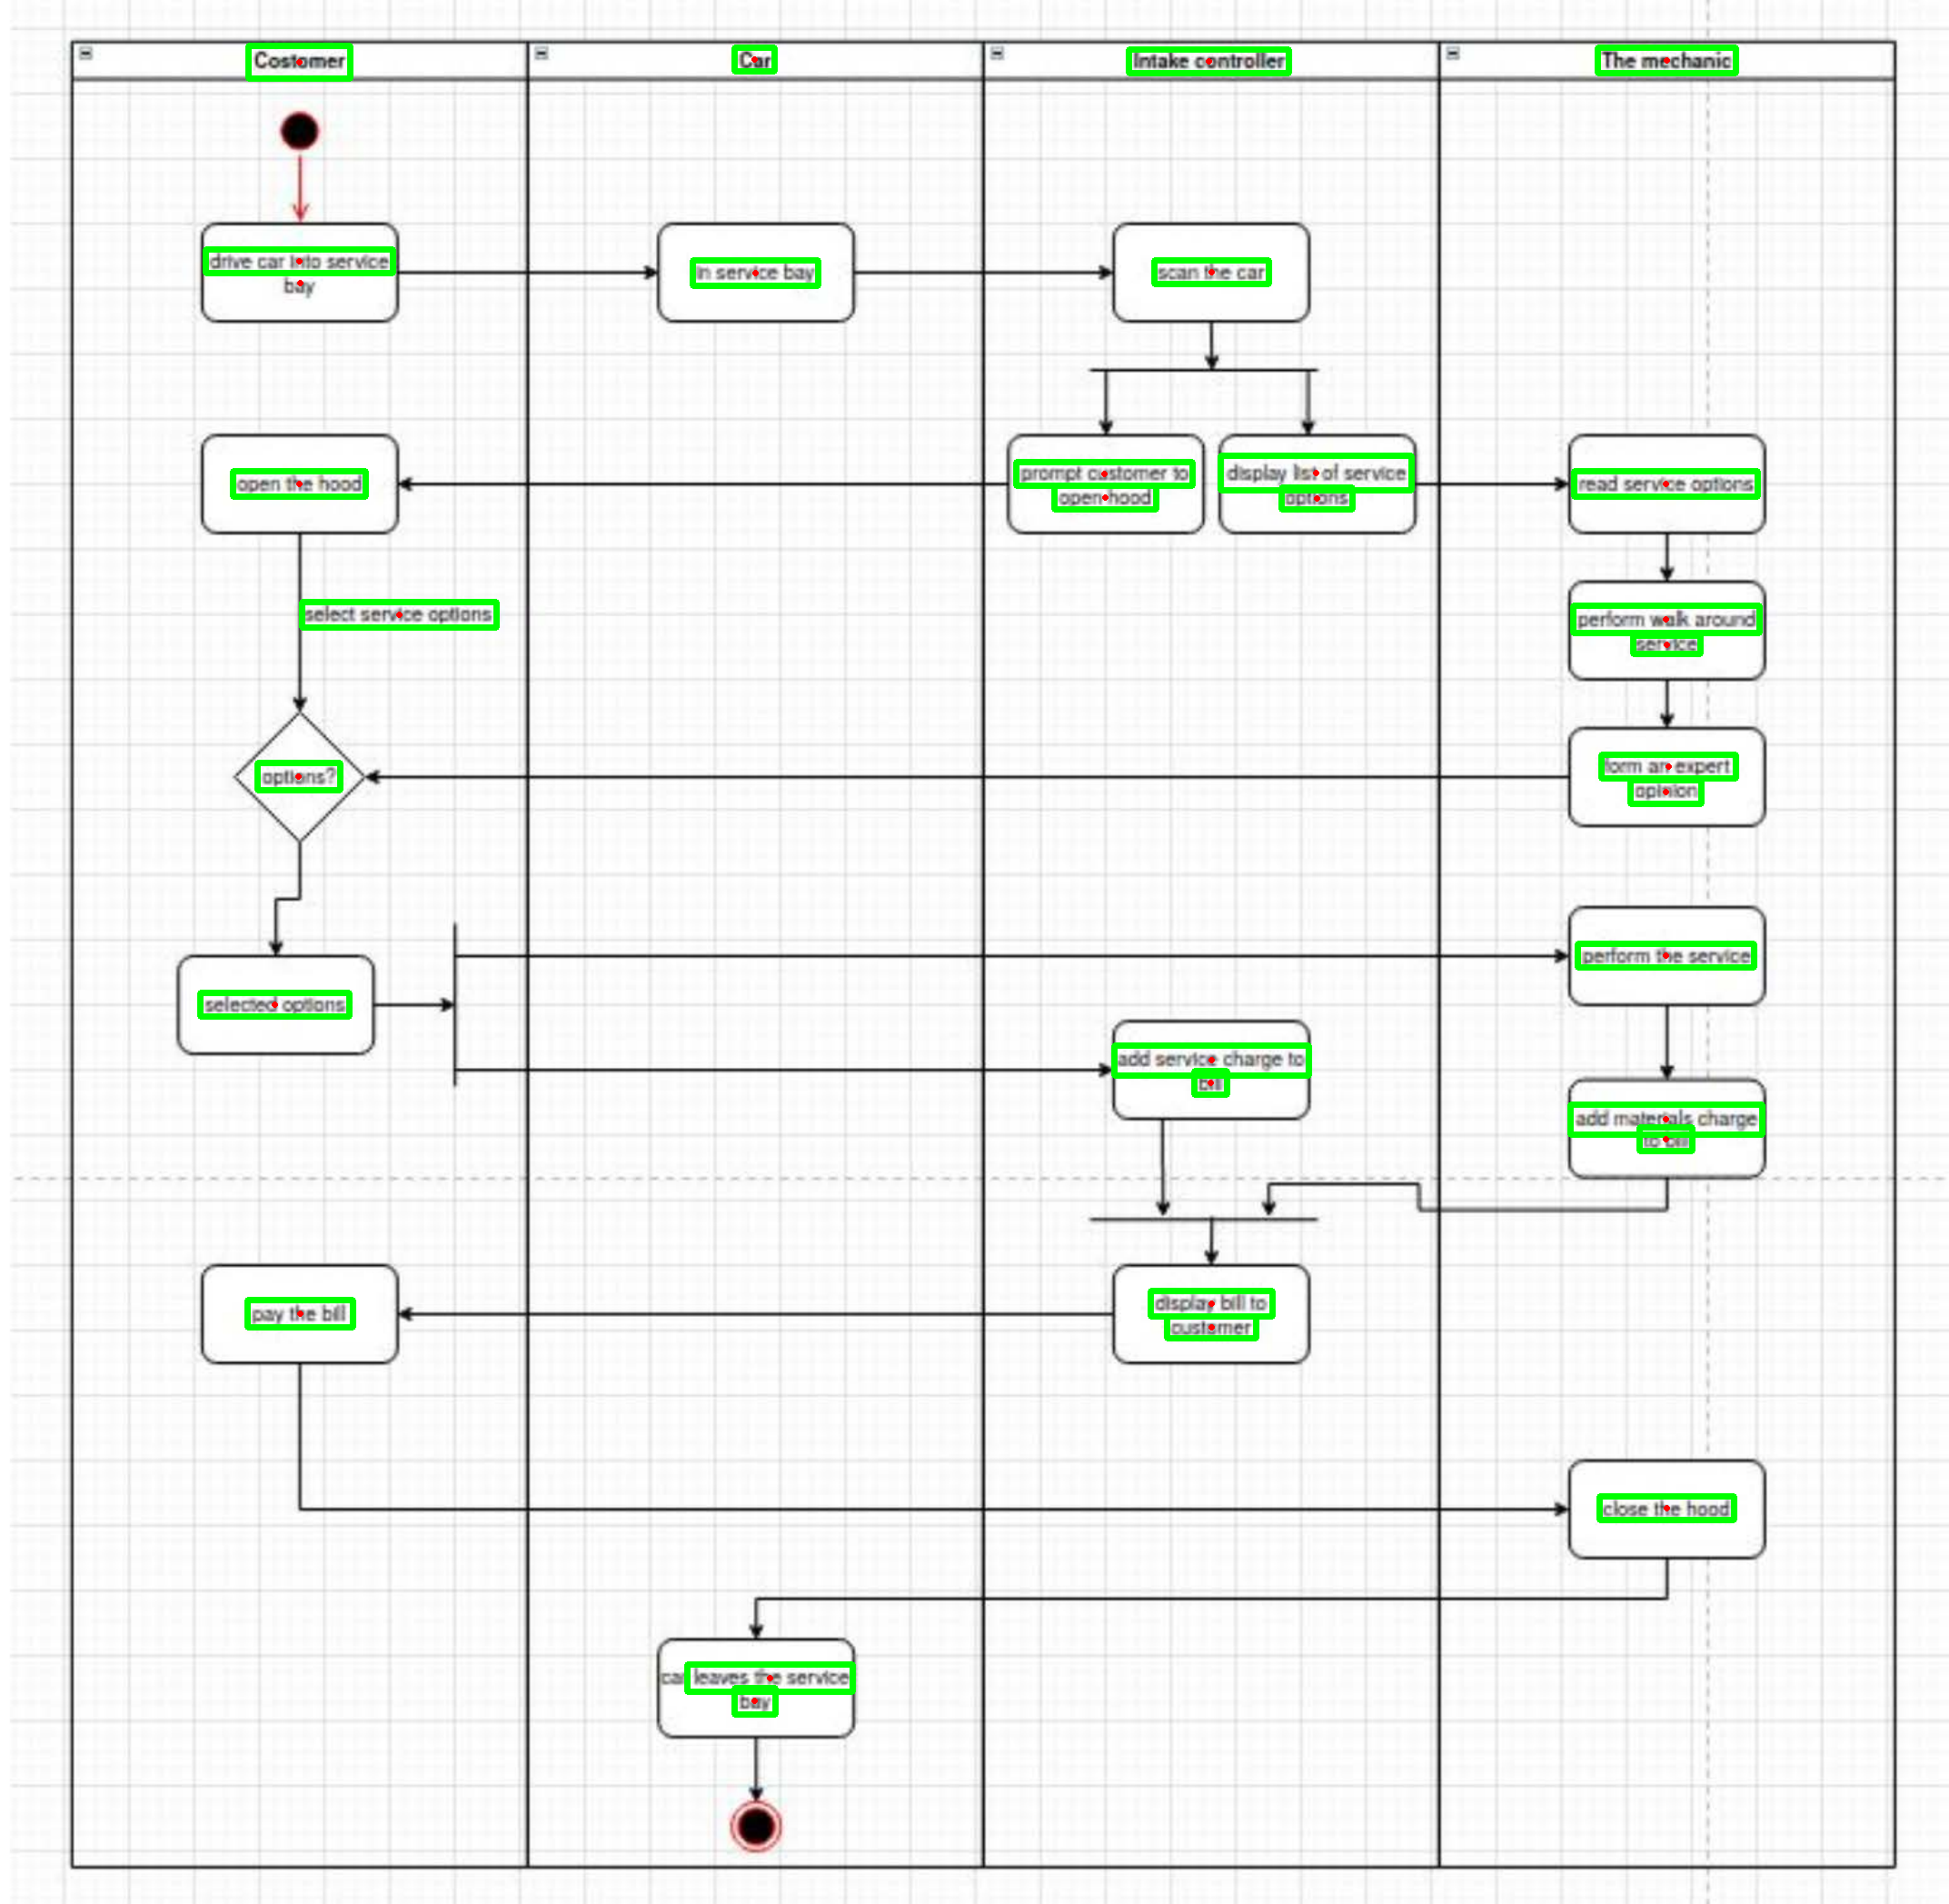 Costomer
Car
Intake controller
The mechanic
drive car into service
bay
in service bay
scan the car
open the hood
prompt customer to
open hood
display list of service
options
read service options
select service options
perform walk around
service
options?
form an expert
opinion
perform the service
selected options
add service charge to
bill
add materials charge
to bill
pay the bill
display bill to
customer
close the hood
car leaves the service
bay